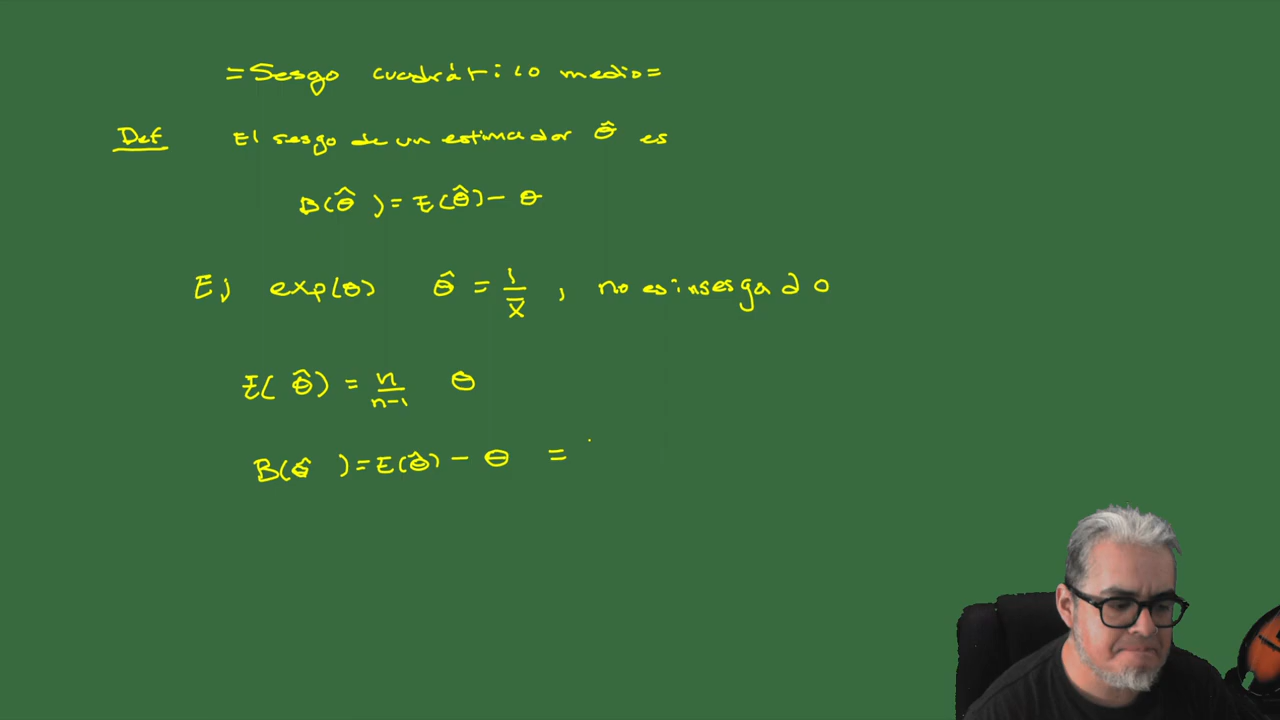 = Sesgo cuadrático medio =
Def El sesgo de un estimador θ̂ es
B(θ̂) = E(θ̂) − θ
Ej exp(θ) θ̂ = 1/x̄, no es insesgado
E(θ̂) = n/n−1 θ
B(θ̂) = E(θ̂) − θ =